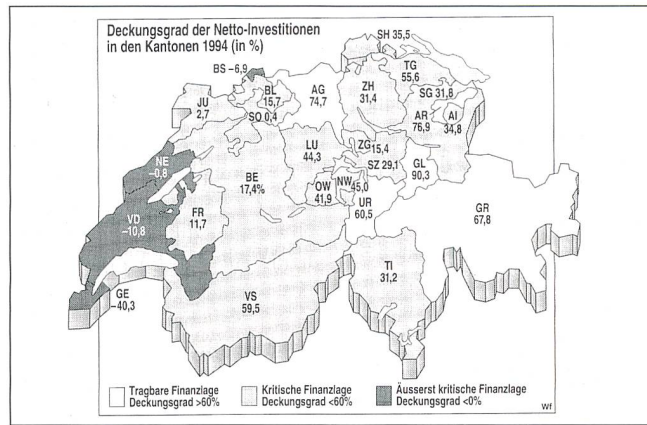 Deckungsgrad der Netto-Investitionen
in den Kantonen 1994 (in %)
SH 35,5
BS –6,9
TG
55,6
BL
15,7
AG
74,7
ZH
31,4
SG 31,8
JU
2,7
SO 0,4
AR
76,9
AI
34,8
LU
44,3
ZG 15,4
NE
–0,8
BE
17,4%
SZ 29,1
GL
90,3
OW
41,9
NW
45,0
UR
60,5
GR
67,8
VD
–10,8
FR
11,7
TI
31,2
GE
–40,3
VS
59,5
Tragbare Finanzlage
Deckungsgrad >60%
Kritische Finanzlage
Deckungsgrad <60%
Äusserst kritische Finanzlage
Deckungsgrad <0%
Wf